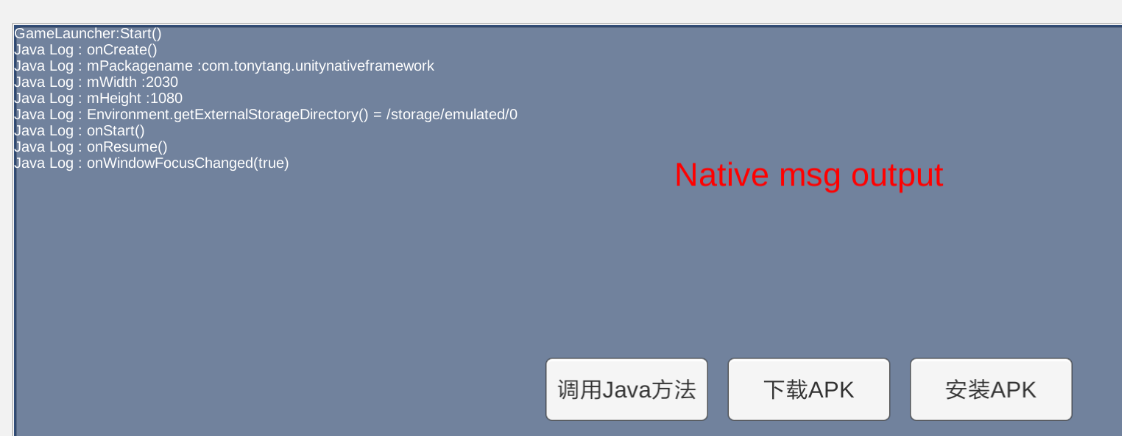 GameLauncher:Start()
Java Log : onCreate()
Java Log : mPackagename :com.tonytang.unitynativeframework
Java Log : mWidth :2030
Java Log : mHeight :1080
Java Log : Environment.getExternalStorageDirectory() = /storage/emulated/0
Java Log : onStart()
Java Log : onResume()
Java Log : onWindowFocusChanged(true)
Native msg output
调用Java方法
下载APK
安装APK